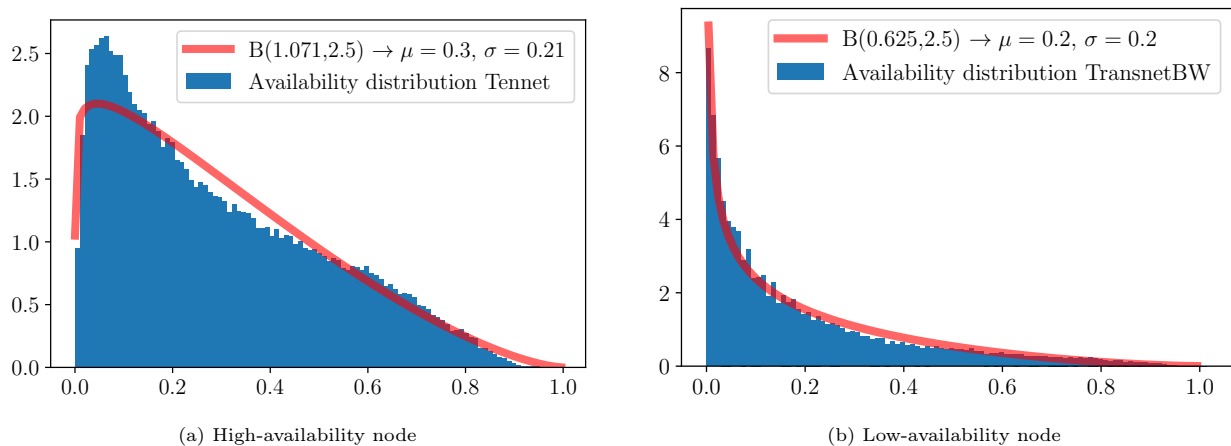 B(1.071,2.5) → μ = 0.3, σ = 0.21
Availability distribution Tennet
2.5
2.0
1.5
1.0
0.5
0.0
0.0 0.2 0.4 0.6 0.8 1.0
(a) High-availability node
B(0.625,2.5) → μ = 0.2, σ = 0.2
Availability distribution TransnetBW
8
6
4
2
0
0.0 0.2 0.4 0.6 0.8 1.0
(b) Low-availability node